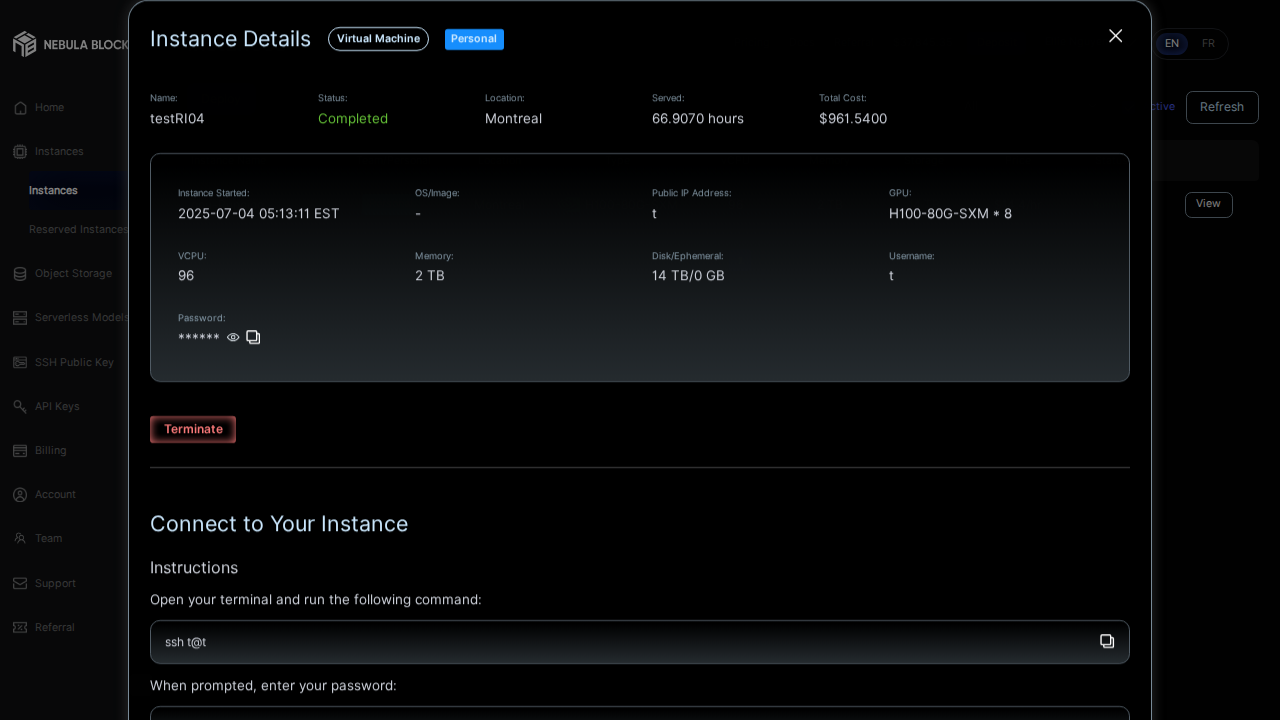 Instance Details Virtual Machine Personal
NEBULA BLOCK
EN FR
Home
Instances
Instances
Reserved Instances
Object Storage
Serverless Models
SSH Public Key
API Keys
Billing
Account
Team
Support
Referral
ctive Refresh
View
Name: Status: Location: Served: Total Cost:
testRI04 Completed Montreal 66.9070 hours $961.5400
Instance Started: OS/Image: Public IP Address: GPU:
2025-07-04 05:13:11 EST - t H100-80G-SXM * 8
VCPU: Memory: Disk/Ephemeral: Username:
96 2 TB 14 TB/0 GB t
Password:
******
Terminate
Connect to Your Instance
Instructions
Open your terminal and run the following command:
ssh t@t
When prompted, enter your password: